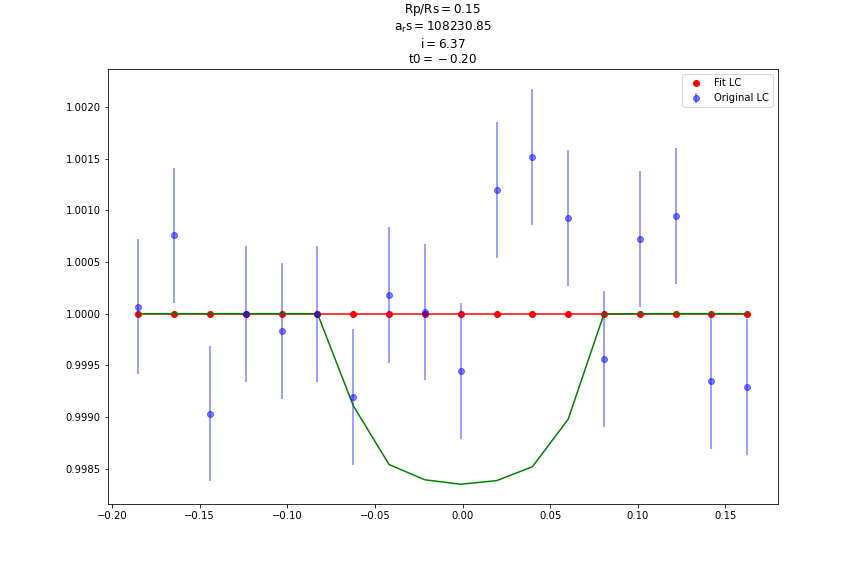 Rp/Rs = 0.15
aᵣs = 108230.85
i = 6.37
t0 = −0.20
Fit LC
Original LC
1.0020
1.0015
1.0010
1.0005
1.0000
0.9995
0.9990
0.9985
−0.20 −0.15 −0.10 −0.05 0.00 0.05 0.10 0.15